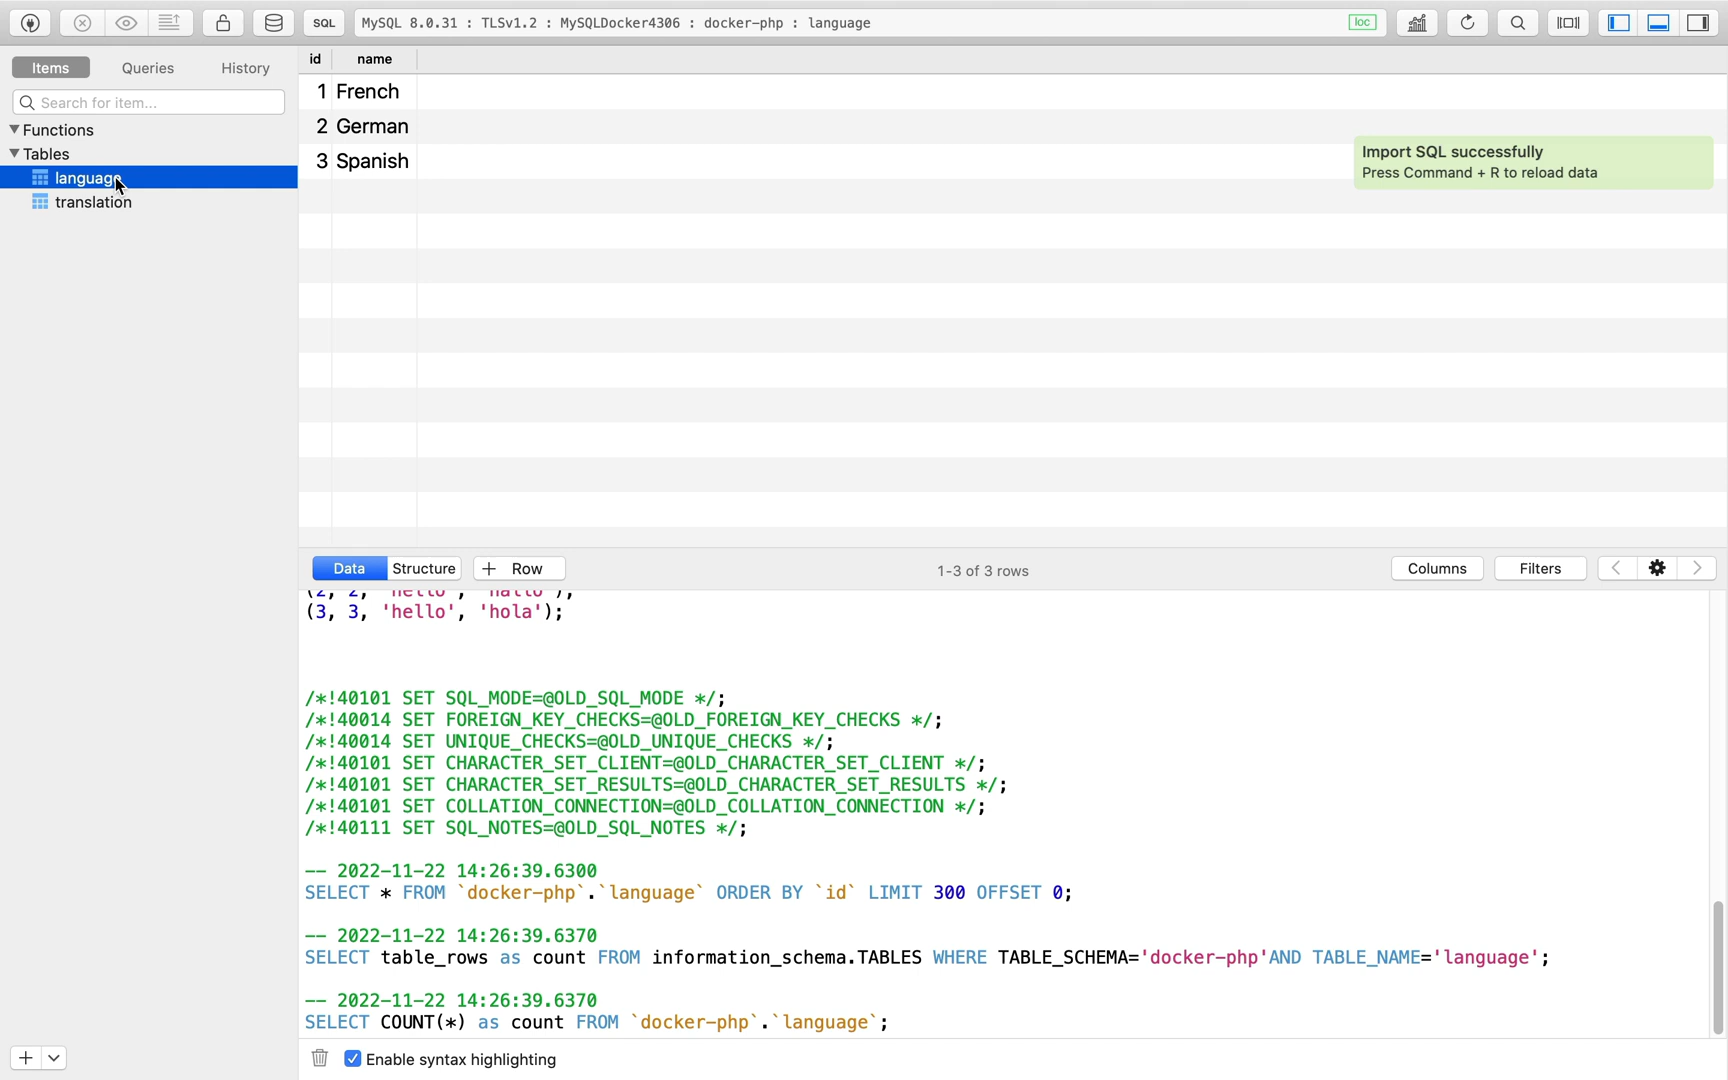 SQL
MySQL 8.0.31 : TLSv1.2 : MySQLDocker4306 : docker-php : language
loc
Items Queries History
Search for item...
Functions
Tables
language
translation
id name
1 French
2 German
3 Spanish
Import SQL successfully
Press Command + R to reload data
Data Structure + Row
1-3 of 3 rows
Columns Filters
(2, 2, 'hello', 'hallo'),
(3, 3, 'hello', 'hola');
/*!40101 SET SQL_MODE=@OLD_SQL_MODE */;
/*!40014 SET FOREIGN_KEY_CHECKS=@OLD_FOREIGN_KEY_CHECKS */;
/*!40014 SET UNIQUE_CHECKS=@OLD_UNIQUE_CHECKS */;
/*!40101 SET CHARACTER_SET_CLIENT=@OLD_CHARACTER_SET_CLIENT */;
/*!40101 SET CHARACTER_SET_RESULTS=@OLD_CHARACTER_SET_RESULTS */;
/*!40101 SET COLLATION_CONNECTION=@OLD_COLLATION_CONNECTION */;
/*!40111 SET SQL_NOTES=@OLD_SQL_NOTES */;
-- 2022-11-22 14:26:39.6300
SELECT * FROM `docker-php`.`language` ORDER BY `id` LIMIT 300 OFFSET 0;
-- 2022-11-22 14:26:39.6370
SELECT table_rows as count FROM information_schema.TABLES WHERE TABLE_SCHEMA='docker-php'AND TABLE_NAME='language';
-- 2022-11-22 14:26:39.6370
SELECT COUNT(*) as count FROM `docker-php`.`language`;
Enable syntax highlighting